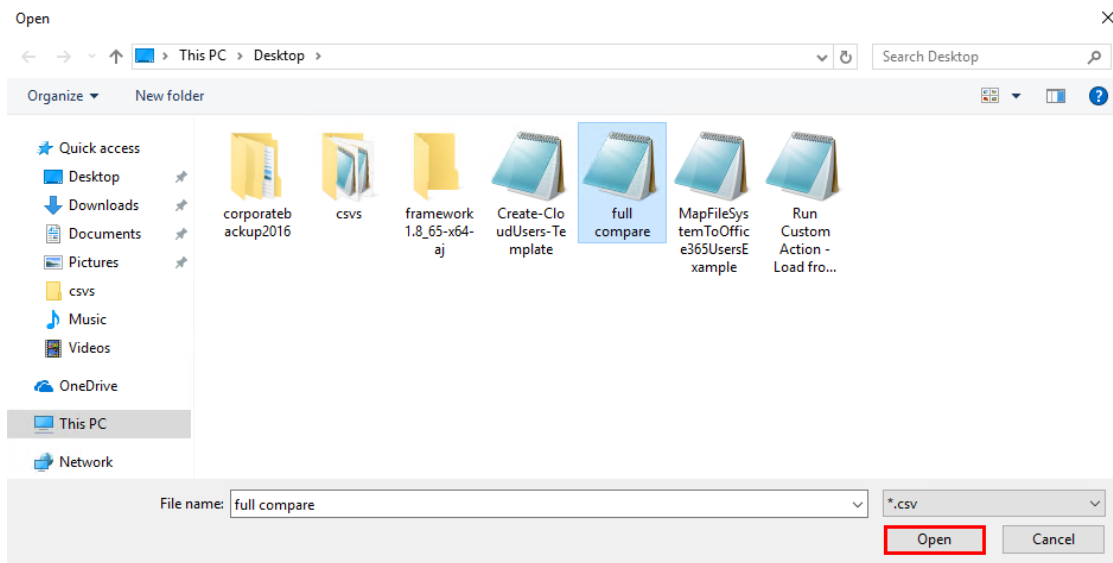 Open
This PC > Desktop >
Search Desktop
Organize
New folder
?
Quick access
Desktop
Downloads
Documents
Pictures
csvs
Music
Videos
OneDrive
This PC
Network
corporateb
ackup2016
csvs
framework
1.8_65-x64-
aj
Create-Clo
udUsers-Te
mplate
full
compare
MapFileSys
temToOffic
e365UsersE
xample
Run
Custom
Action -
Load fro...
File name: full compare
*.csv
Open
Cancel